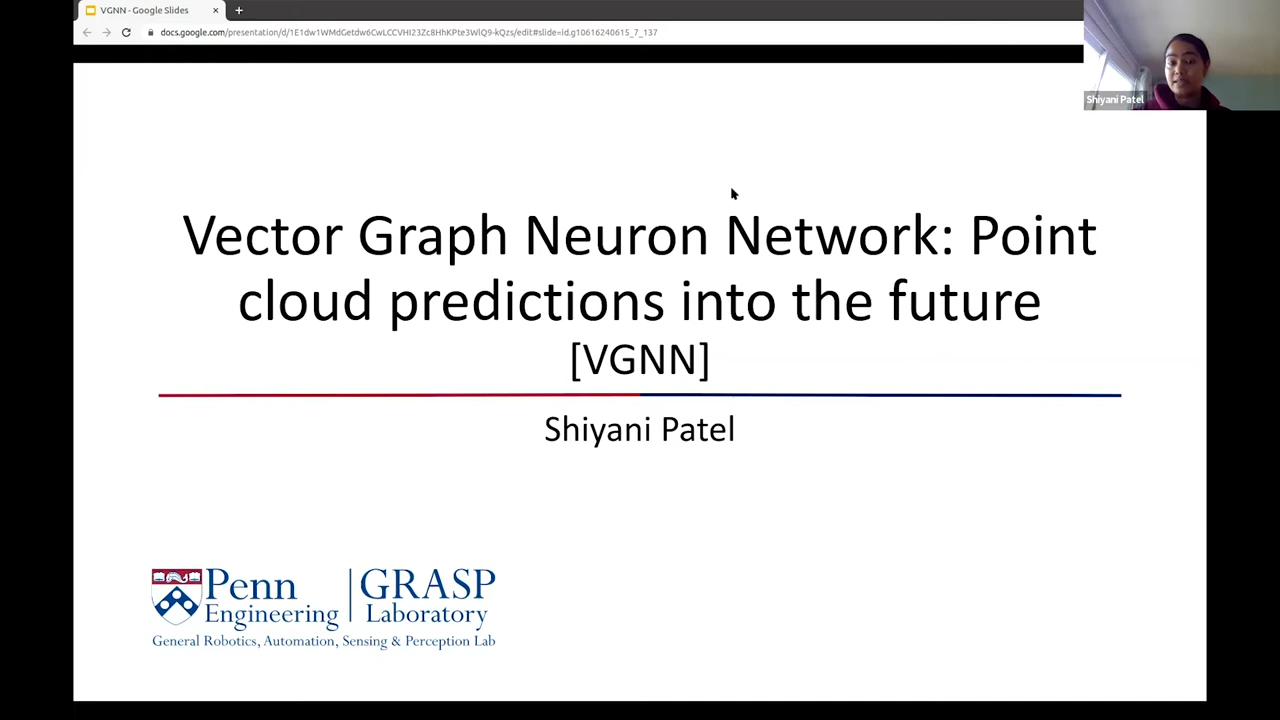 VGNN - Google Slides
docs.google.com/presentation/d/1E1dw1WMdGetdw6CwLCCVHI23Zc8HhKPte3WlQ9-kQzs/edit#slide=id.g10616240615_7_137
Shiyani Patel
Vector Graph Neuron Network: Point
cloud predictions into the future
[VGNN]
Shiyani Patel
Penn
Engineering
GRASP
Laboratory
General Robotics, Automation, Sensing & Perception Lab